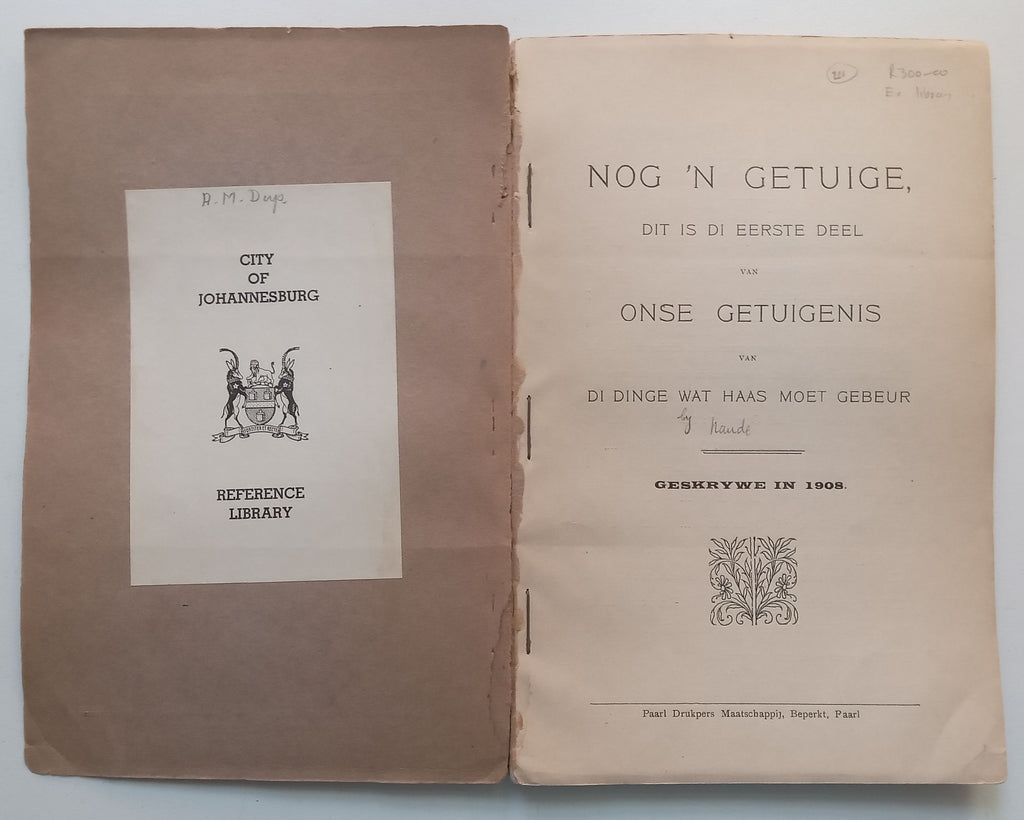 CITY
OF
JOHANNESBURG
REFERENCE
LIBRARY
R300-00
NOG 'N GETUIGE,
DIT IS DI EERSTE DEEL
VAN
ONSE GETUIGENIS
VAN
DI DINGE WAT HAAS MOET GEBEUR
by Naudé
GESKRYWE IN 1908.
Paarl Drukpers Maatschappij, Beperkt, Paarl